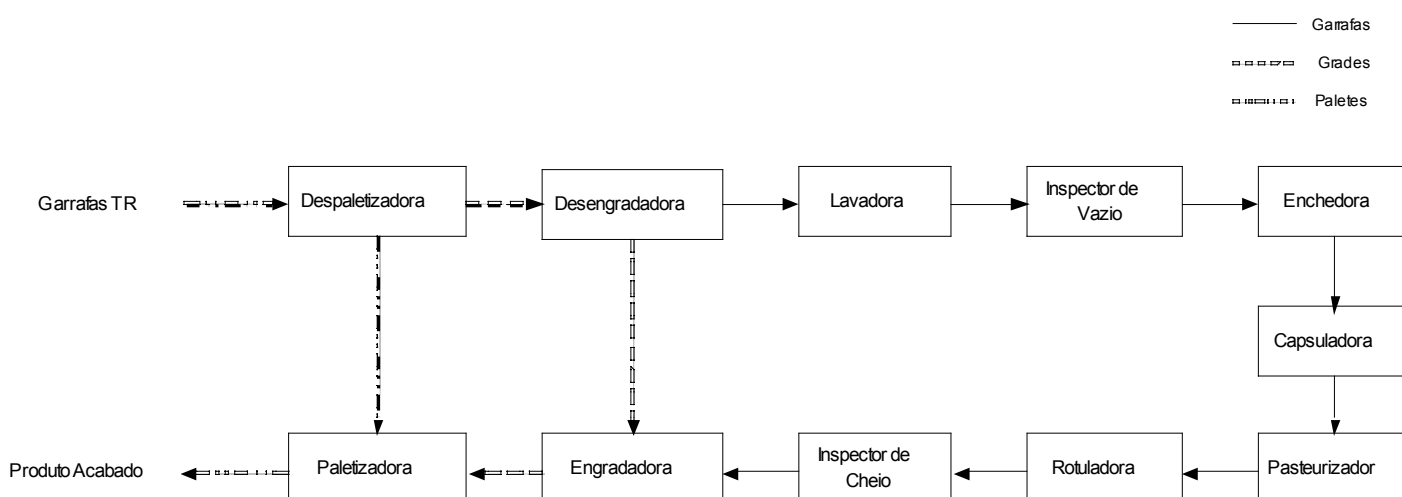 Garrafas
Grades
Paletes
Garrafas TR
Despaletizadora
Desengradadora
Lavadora
Inspector de
Vazio
Enchedora
Capsuladora
Produto Acabado
Paletizadora
Engradadora
Inspector de
Cheio
Rotuladora
Pasteurizador